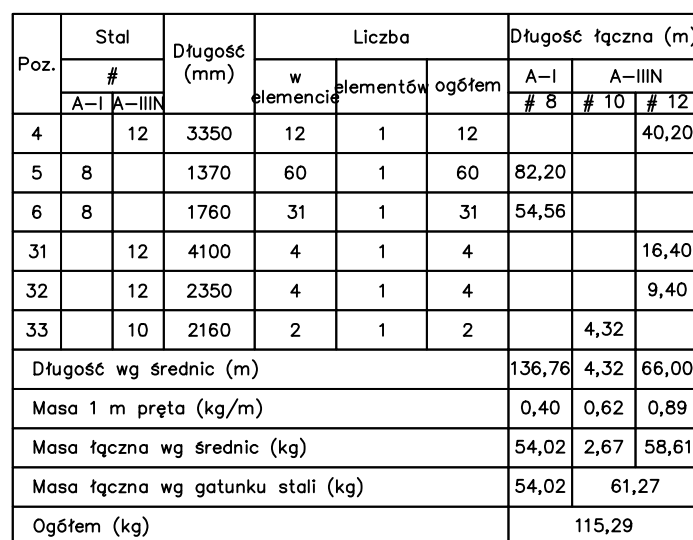 Poz. Stal Długość (mm) Liczba Długość łączna (m)
# w elemencie elementów ogółem A-I A-IIIN
A-I A-IIIN # 8 # 10 # 12
4 12 3350 12 1 12 40,20
5 8 1370 60 1 60 82,20
6 8 1760 31 1 31 54,56
31 12 4100 4 1 4 16,40
32 12 2350 4 1 4 9,40
33 10 2160 2 1 2 4,32
Długość wg średnic (m) 136,76 4,32 66,00
Masa 1 m pręta (kg/m) 0,40 0,62 0,89
Masa łączna wg średnic (kg) 54,02 2,67 58,61
Masa łączna wg gatunku stali (kg) 54,02 61,27
Ogółem (kg) 115,29